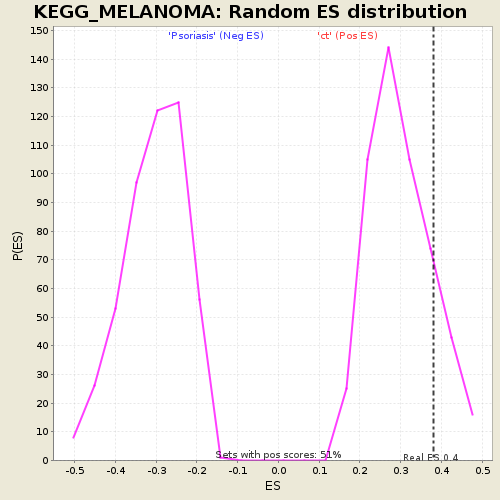 KEGG_MELANOMA: Random ES distribution
'Psoriasis' (Neg ES) 'ct' (Pos ES)
150
140
130
120
110
100
90
80
70
60
50
40
30
20
10
0
P(ES)
Sets with pos scores: 51%
Real ES 0.4
-0.5 -0.4 -0.3 -0.2 -0.1 0.0 0.1 0.2 0.3 0.4 0.5
ES